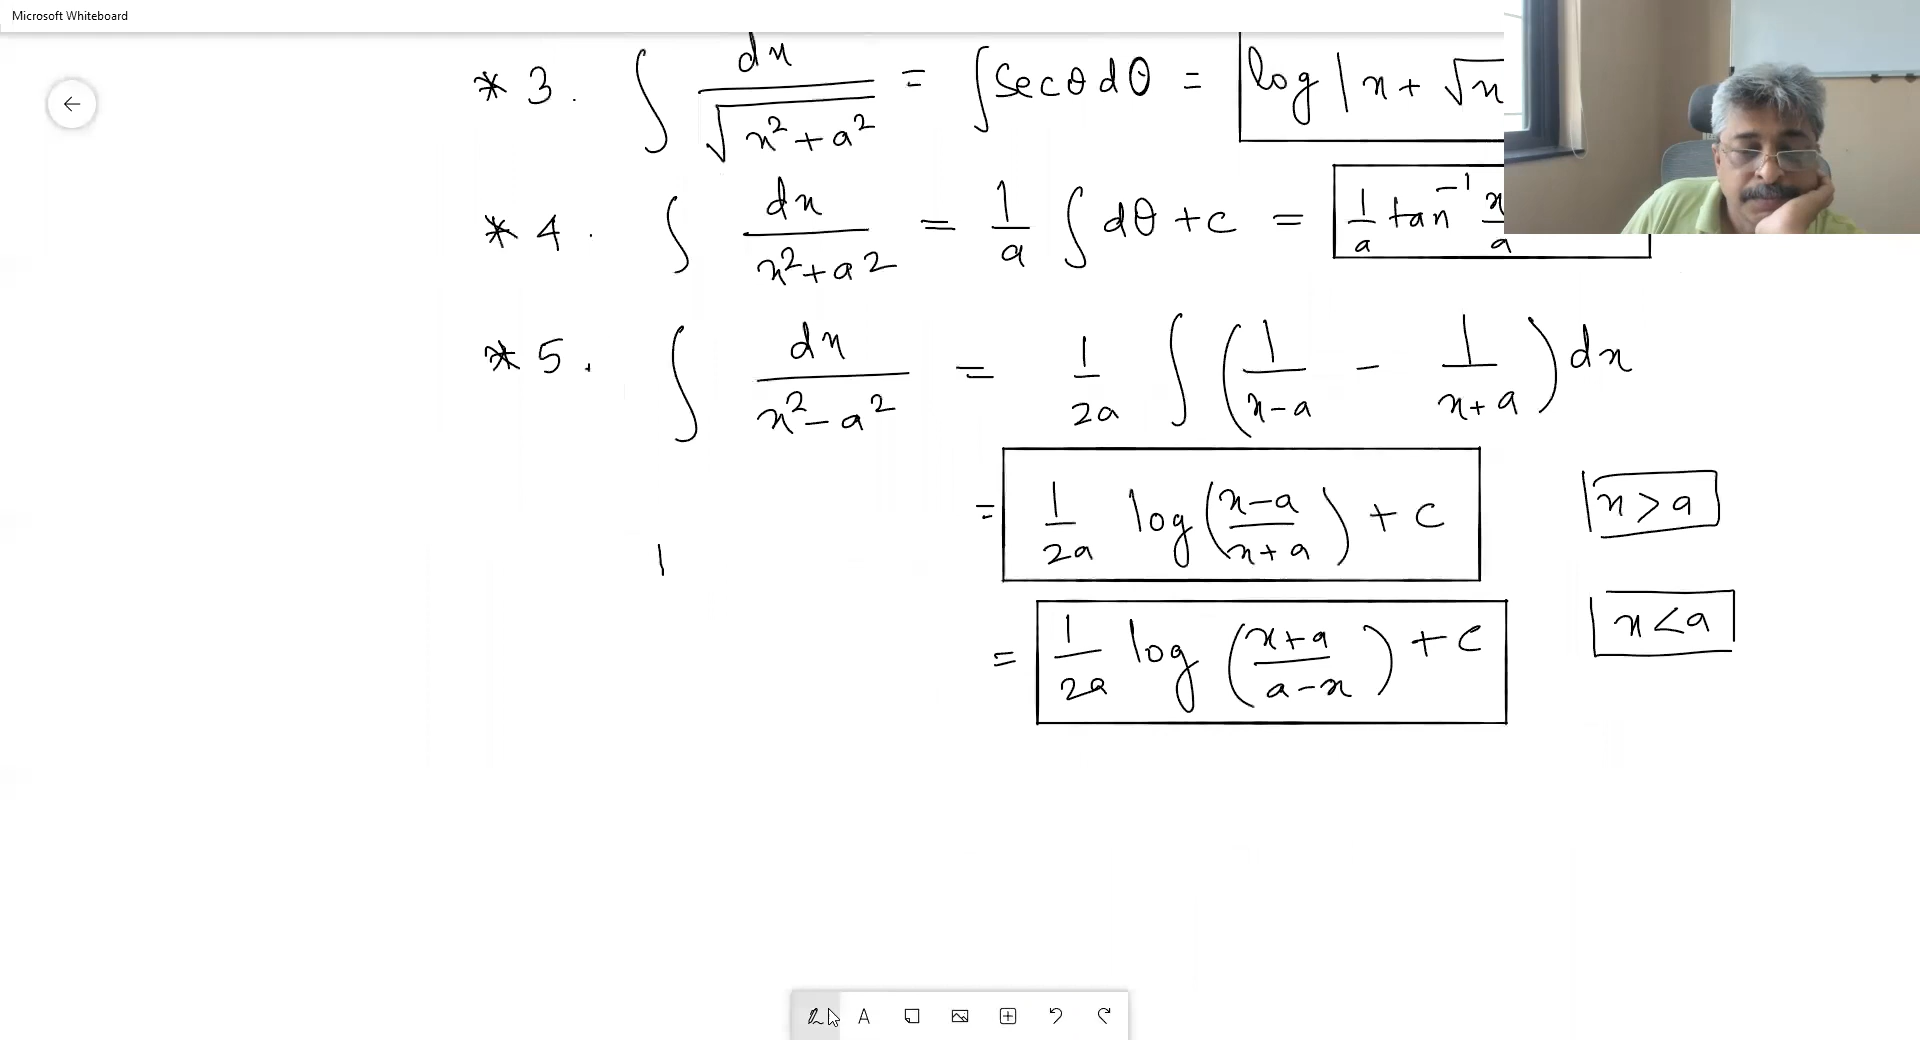 Microsoft Whiteboard
* 3. ∫ dx / √(x² + a²) = ∫ Sec θ dθ = log | x + √x
* 4. ∫ dx / (x² + a²) = 1/a ∫ dθ + c = 1/a tan⁻¹ x/a
* 5. ∫ dx / (x² - a²) = 1/2a ∫ (1/(x-a) - 1/(x+a)) dx
= 1/2a log ((x-a)/(x+a)) + c x > a
= 1/2a log ((x+a)/(a-x)) + c x < a
A